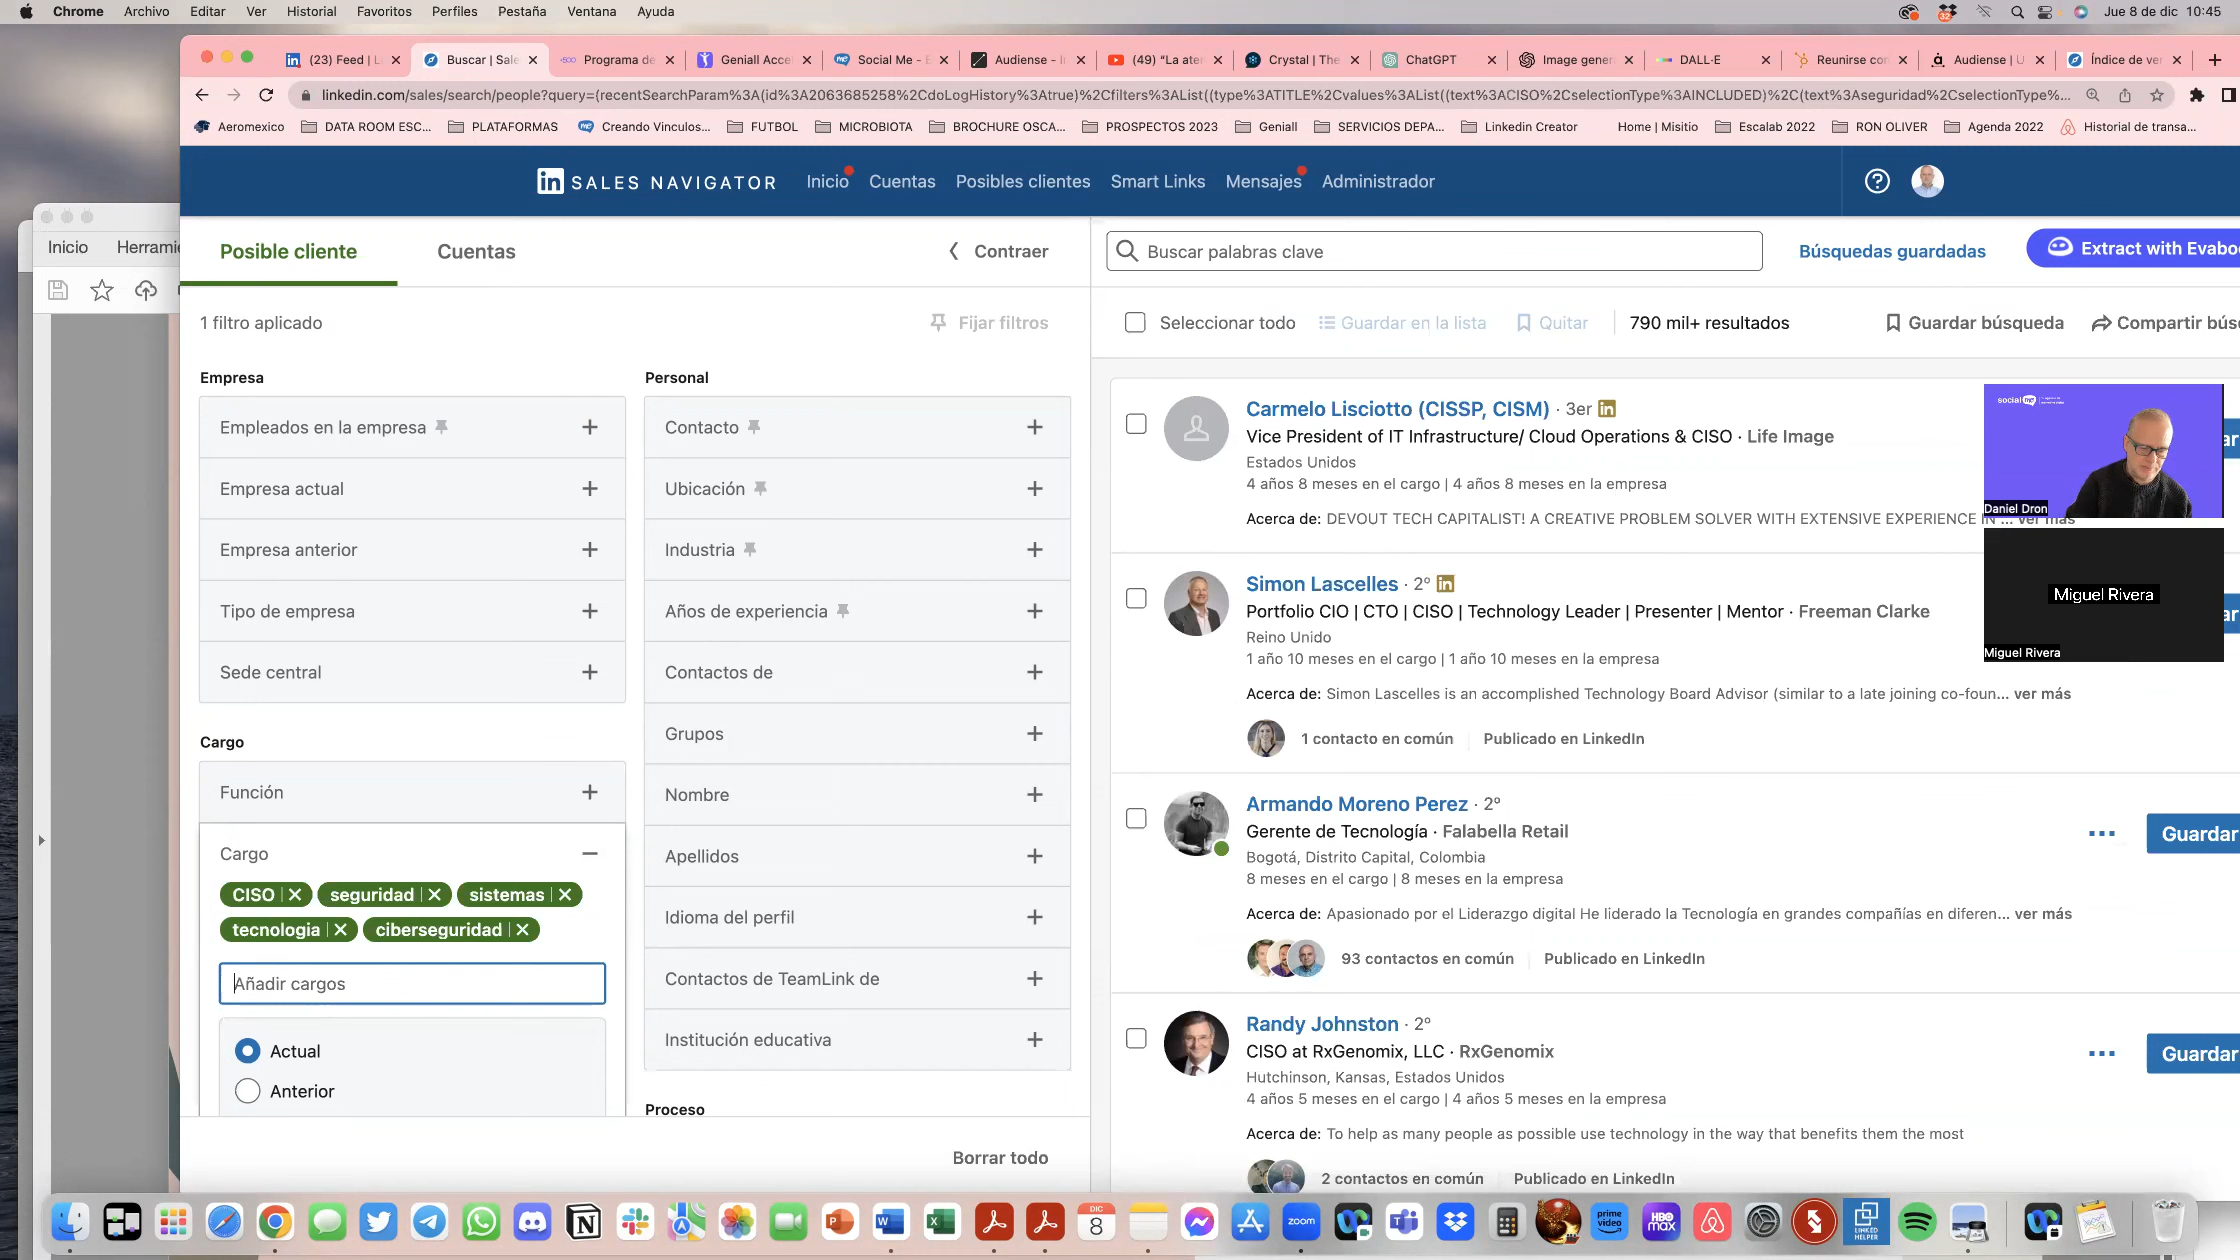 Chrome Archivo Editar Ver Historial Favoritos Perfiles Pestaña Ventana Ayuda
32
Jue 8 de dic 10:45
(23) Feed | L
Buscar | Sale
Programa de
Geniall Acce
Social Me - E
Audiense - I
(49) "La ate
Crystal | The
ChatGPT
Image gener
DALL·E
Reunirse co
Audiense | U
Índice de ve
linkedin.com/sales/search/people?query=(recentSearchParam%3A(id%3A2063685258%2CdoLogHistory%3Atrue)%2Cfilters%3AList((type%3ATITLE%2Cvalues%3AList((text%3ACISO%2CselectionType%3AINCLUDED)%2C(text%3Aseguridad%2CselectionType%...
Aeromexico
DATA ROOM ESC...
PLATAFORMAS
Creando Vinculos...
FUTBOL
MICROBIOTA
BROCHURE OSCA...
PROSPECTOS 2023
Geniall
SERVICIOS DEPA...
Linkedin Creator
Home | Misitio
Escalab 2022
RON OLIVER
Agenda 2022
Historial de transa...
in SALES NAVIGATOR
Inicio Cuentas Posibles clientes Smart Links Mensajes Administrador
Inicio
Herramie
Posible cliente
Cuentas
Contraer
Buscar palabras clave
Búsquedas guardadas
Extract with Evaboo
1 filtro aplicado
Fijar filtros
Seleccionar todo
Guardar en la lista
Quitar
790 mil+ resultados
Guardar búsqueda
Compartir bús
Empresa
Empleados en la empresa
Empresa actual
Empresa anterior
Tipo de empresa
Sede central
Cargo
Función
Cargo
CISO
seguridad
sistemas
tecnologia
ciberseguridad
Añadir cargos
Actual
Anterior
Personal
Contacto
Ubicación
Industria
Años de experiencia
Contactos de
Grupos
Nombre
Apellidos
Idioma del perfil
Contactos de TeamLink de
Institución educativa
Proceso
Borrar todo
Carmelo Lisciotto (CISSP, CISM) · 3er
Vice President of IT Infrastructure/ Cloud Operations & CISO · Life Image
Estados Unidos
4 años 8 meses en el cargo | 4 años 8 meses en la empresa
Acerca de: DEVOUT TECH CAPITALIST! A CREATIVE PROBLEM SOLVER WITH EXTENSIVE EXPERIENCE IN ... ver más
social me
Daniel Dron
Miguel Rivera
Miguel Rivera
Simon Lascelles · 2º
Portfolio CIO | CTO | CISO | Technology Leader | Presenter | Mentor · Freeman Clarke
Reino Unido
1 año 10 meses en el cargo | 1 año 10 meses en la empresa
Acerca de: Simon Lascelles is an accomplished Technology Board Advisor (similar to a late joining co-foun... ver más
1 contacto en común
Publicado en LinkedIn
Armando Moreno Perez · 2º
Gerente de Tecnología · Falabella Retail
Bogotá, Distrito Capital, Colombia
8 meses en el cargo | 8 meses en la empresa
Acerca de: Apasionado por el Liderazgo digital He liderado la Tecnología en grandes compañías en diferen... ver más
93 contactos en común
Publicado en LinkedIn
Guardar
Randy Johnston · 2º
CISO at RxGenomix, LLC · RxGenomix
Hutchinson, Kansas, Estados Unidos
4 años 5 meses en el cargo | 4 años 5 meses en la empresa
Acerca de: To help as many people as possible use technology in the way that benefits them the most
2 contactos en común
Publicado en LinkedIn
Guardar
DIC
8
zoom
prime video
HBO MAX
LINKED HELPER